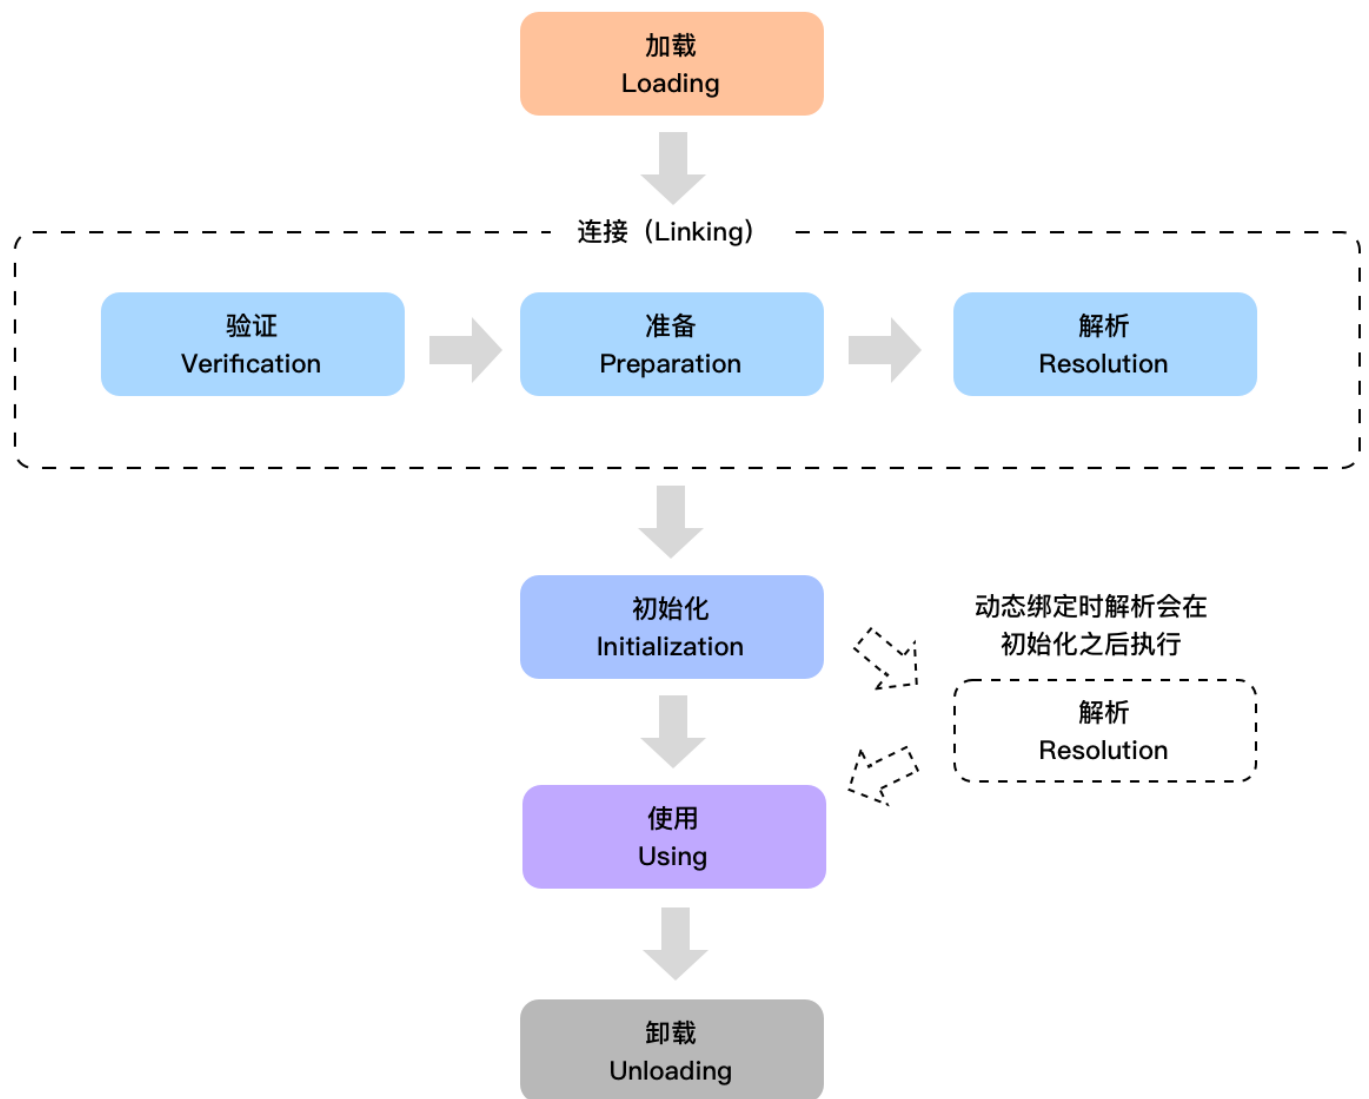 加载
Loading
连接（Linking）
验证
Verification
准备
Preparation
解析
Resolution
初始化
Initialization
动态绑定时解析会在
初始化之后执行
解析
Resolution
使用
Using
卸载
Unloading